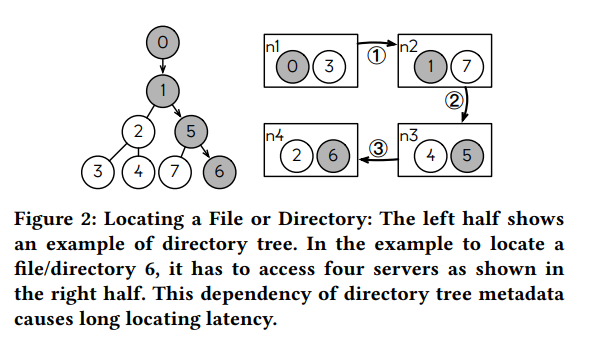 0
1
2 5
3 4 7 6
n1 0 3
①
n2 1 7
②
n3 4 5
③
n4 2 6
Figure 2: Locating a File or Directory: The left half shows
an example of directory tree. In the example to locate a
file/directory 6, it has to access four servers as shown in
the right half. This dependency of directory tree metadata
causes long locating latency.